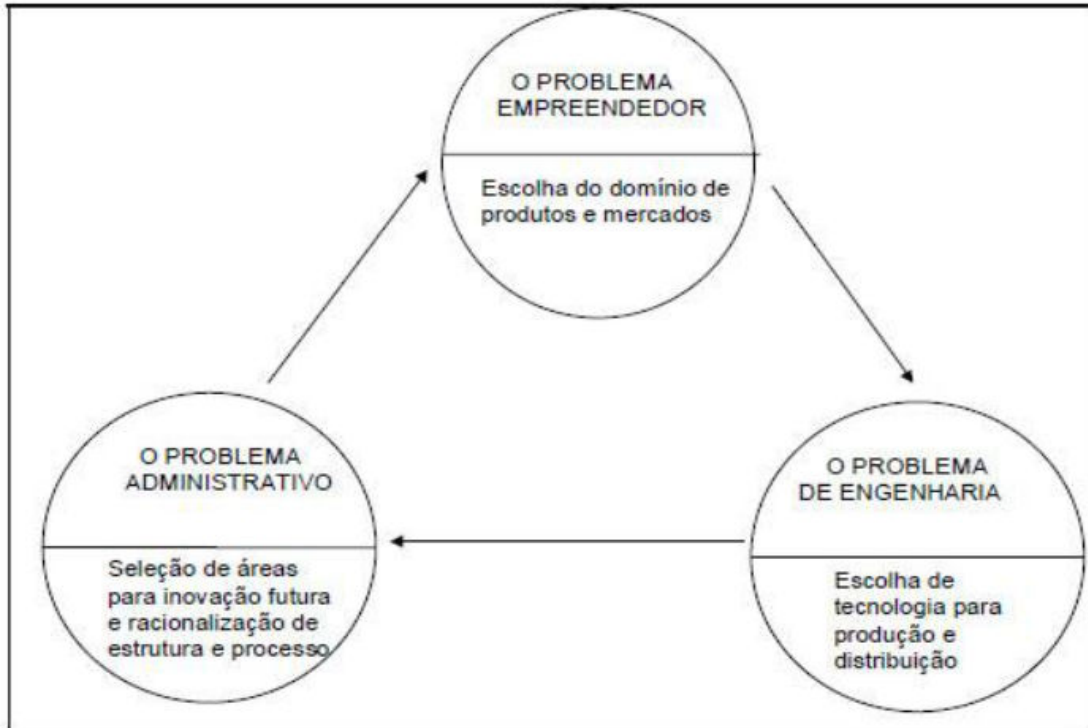 O PROBLEMA
EMPREENDEDOR
Escolha do domínio de
produtos e mercados
O PROBLEMA
ADMINISTRATIVO
Seleção de áreas
para inovação futura
e racionalização de
estrutura e processo
O PROBLEMA
DE ENGENHARIA
Escolha de
tecnologia para
produção e
distribuição